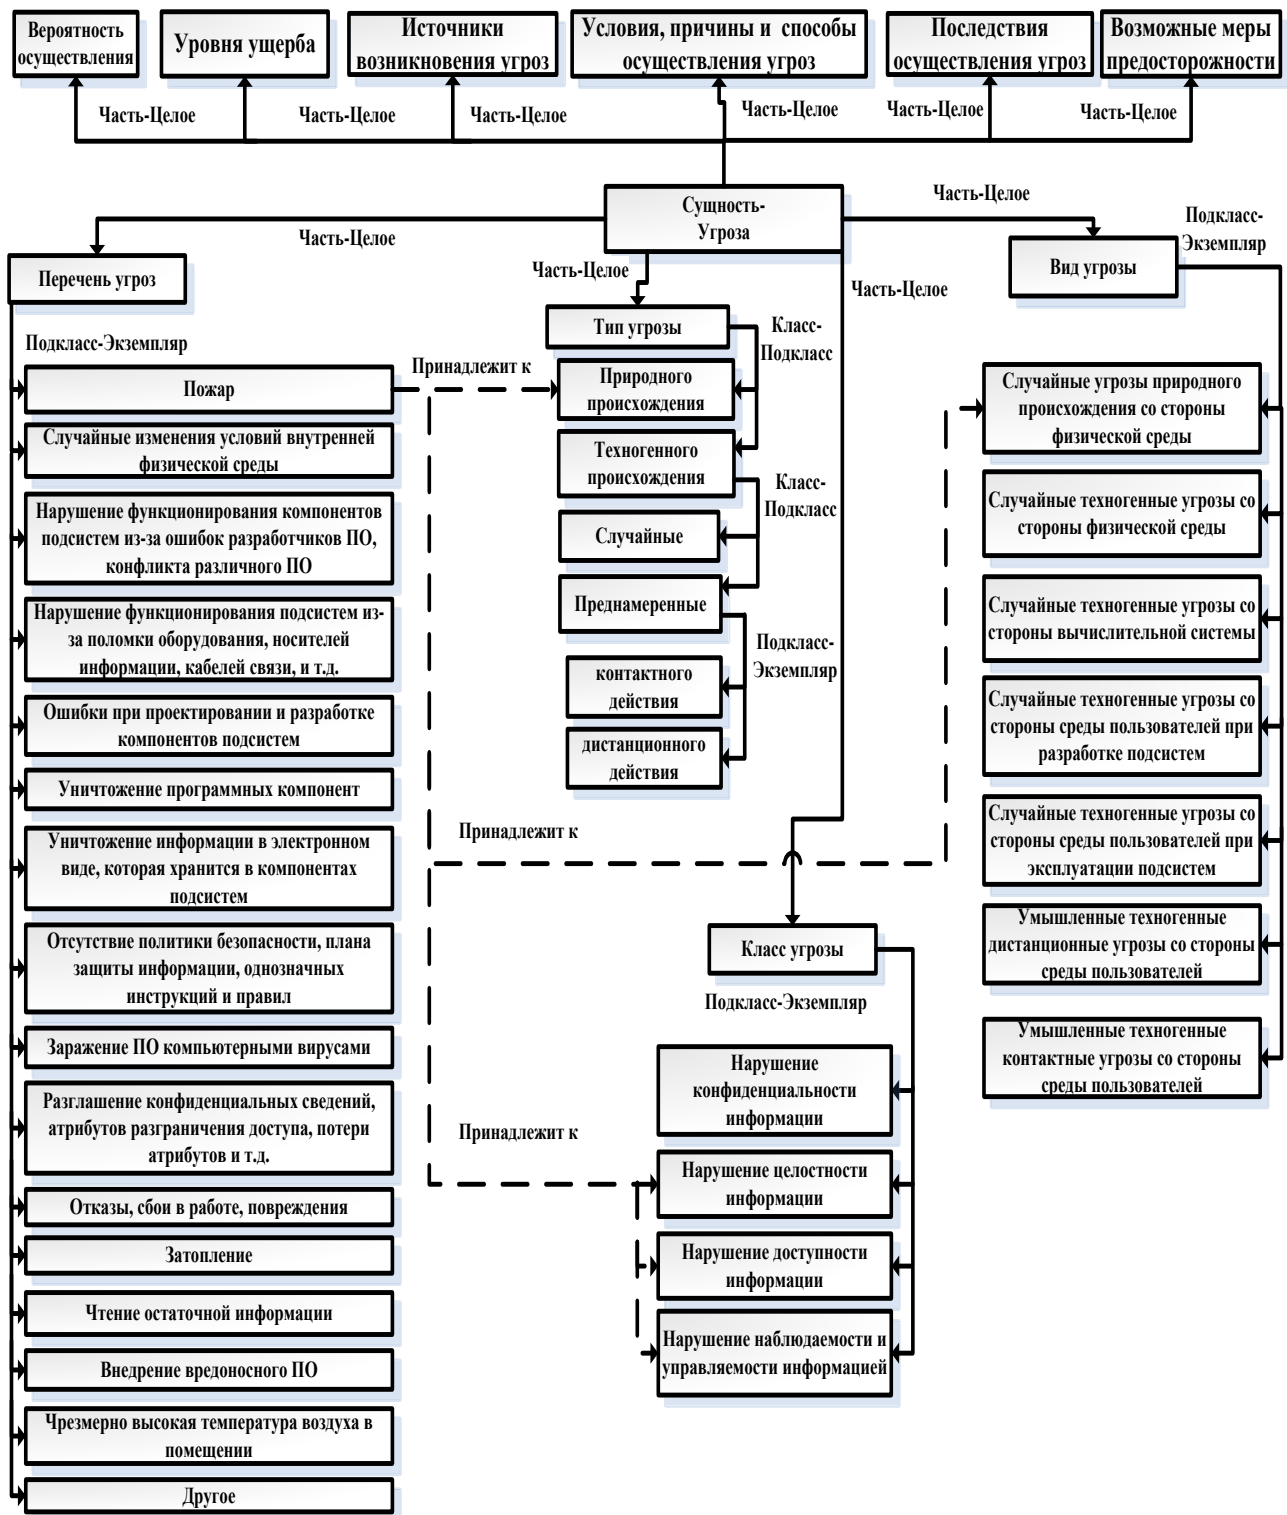 Вероятность
осуществления
Уровня ущерба
Источники
возникновения угроз
Условия, причины и способы
осуществления угроз
Последствия
осуществления угроз
Возможные меры
предосторожности
Часть-Целое
Часть-Целое
Часть-Целое
Часть-Целое
Часть-Целое
Часть-Целое
Сущность-
Угроза
Часть-Целое
Часть-Целое
Часть-Целое
Часть-Целое
Подкласс-
Экземпляр
Перечень угроз
Подкласс-Экземпляр
Пожар
Случайные изменения условий внутренней
физической среды
Нарушение функционирования компонентов
подсистем из-за ошибок разработчиков ПО,
конфликта различного ПО
Нарушение функционирования подсистем из-
за поломки оборудования, носителей
информации, кабелей связи, и т.д.
Ошибки при проектировании и разработке
компонентов подсистем
Уничтожение программных компонент
Уничтожение информации в электронном
виде, которая хранится в компонентах
подсистем
Отсутствие политики безопасности, плана
защиты информации, однозначных
инструкций и правил
Заражение ПО компьютерными вирусами
Разглашение конфиденциальных сведений,
атрибутов разграничения доступа, потери
атрибутов и т.д.
Отказы, сбои в работе, повреждения
Затопление
Чтение остаточной информации
Внедрение вредоносного ПО
Чрезмерно высокая температура воздуха в
помещении
Другое
Принадлежит к
Принадлежит к
Принадлежит к
Тип угрозы
Класс-
Подкласс
Природного
происхождения
Техногенного
происхождения
Класс-
Подкласс
Случайные
Преднамеренные
Подкласс-
Экземпляр
контактного
действия
дистанционного
действия
Класс угрозы
Подкласс-Экземпляр
Нарушение
конфиденциальности
информации
Нарушение целостности
информации
Нарушение доступности
информации
Нарушение наблюдаемости и
управляемости информацией
Вид угрозы
Случайные угрозы природного
происхождения со стороны
физической среды
Случайные техногенные угрозы со
стороны физической среды
Случайные техногенные угрозы со
стороны вычислительной системы
Случайные техногенные угрозы со
стороны среды пользователей при
разработке подсистем
Случайные техногенные угрозы со
стороны среды пользователей при
эксплуатации подсистем
Умышленные техногенные
дистанционные угрозы со стороны
среды пользователей
Умышленные техногенные
контактные угрозы со стороны
среды пользователей